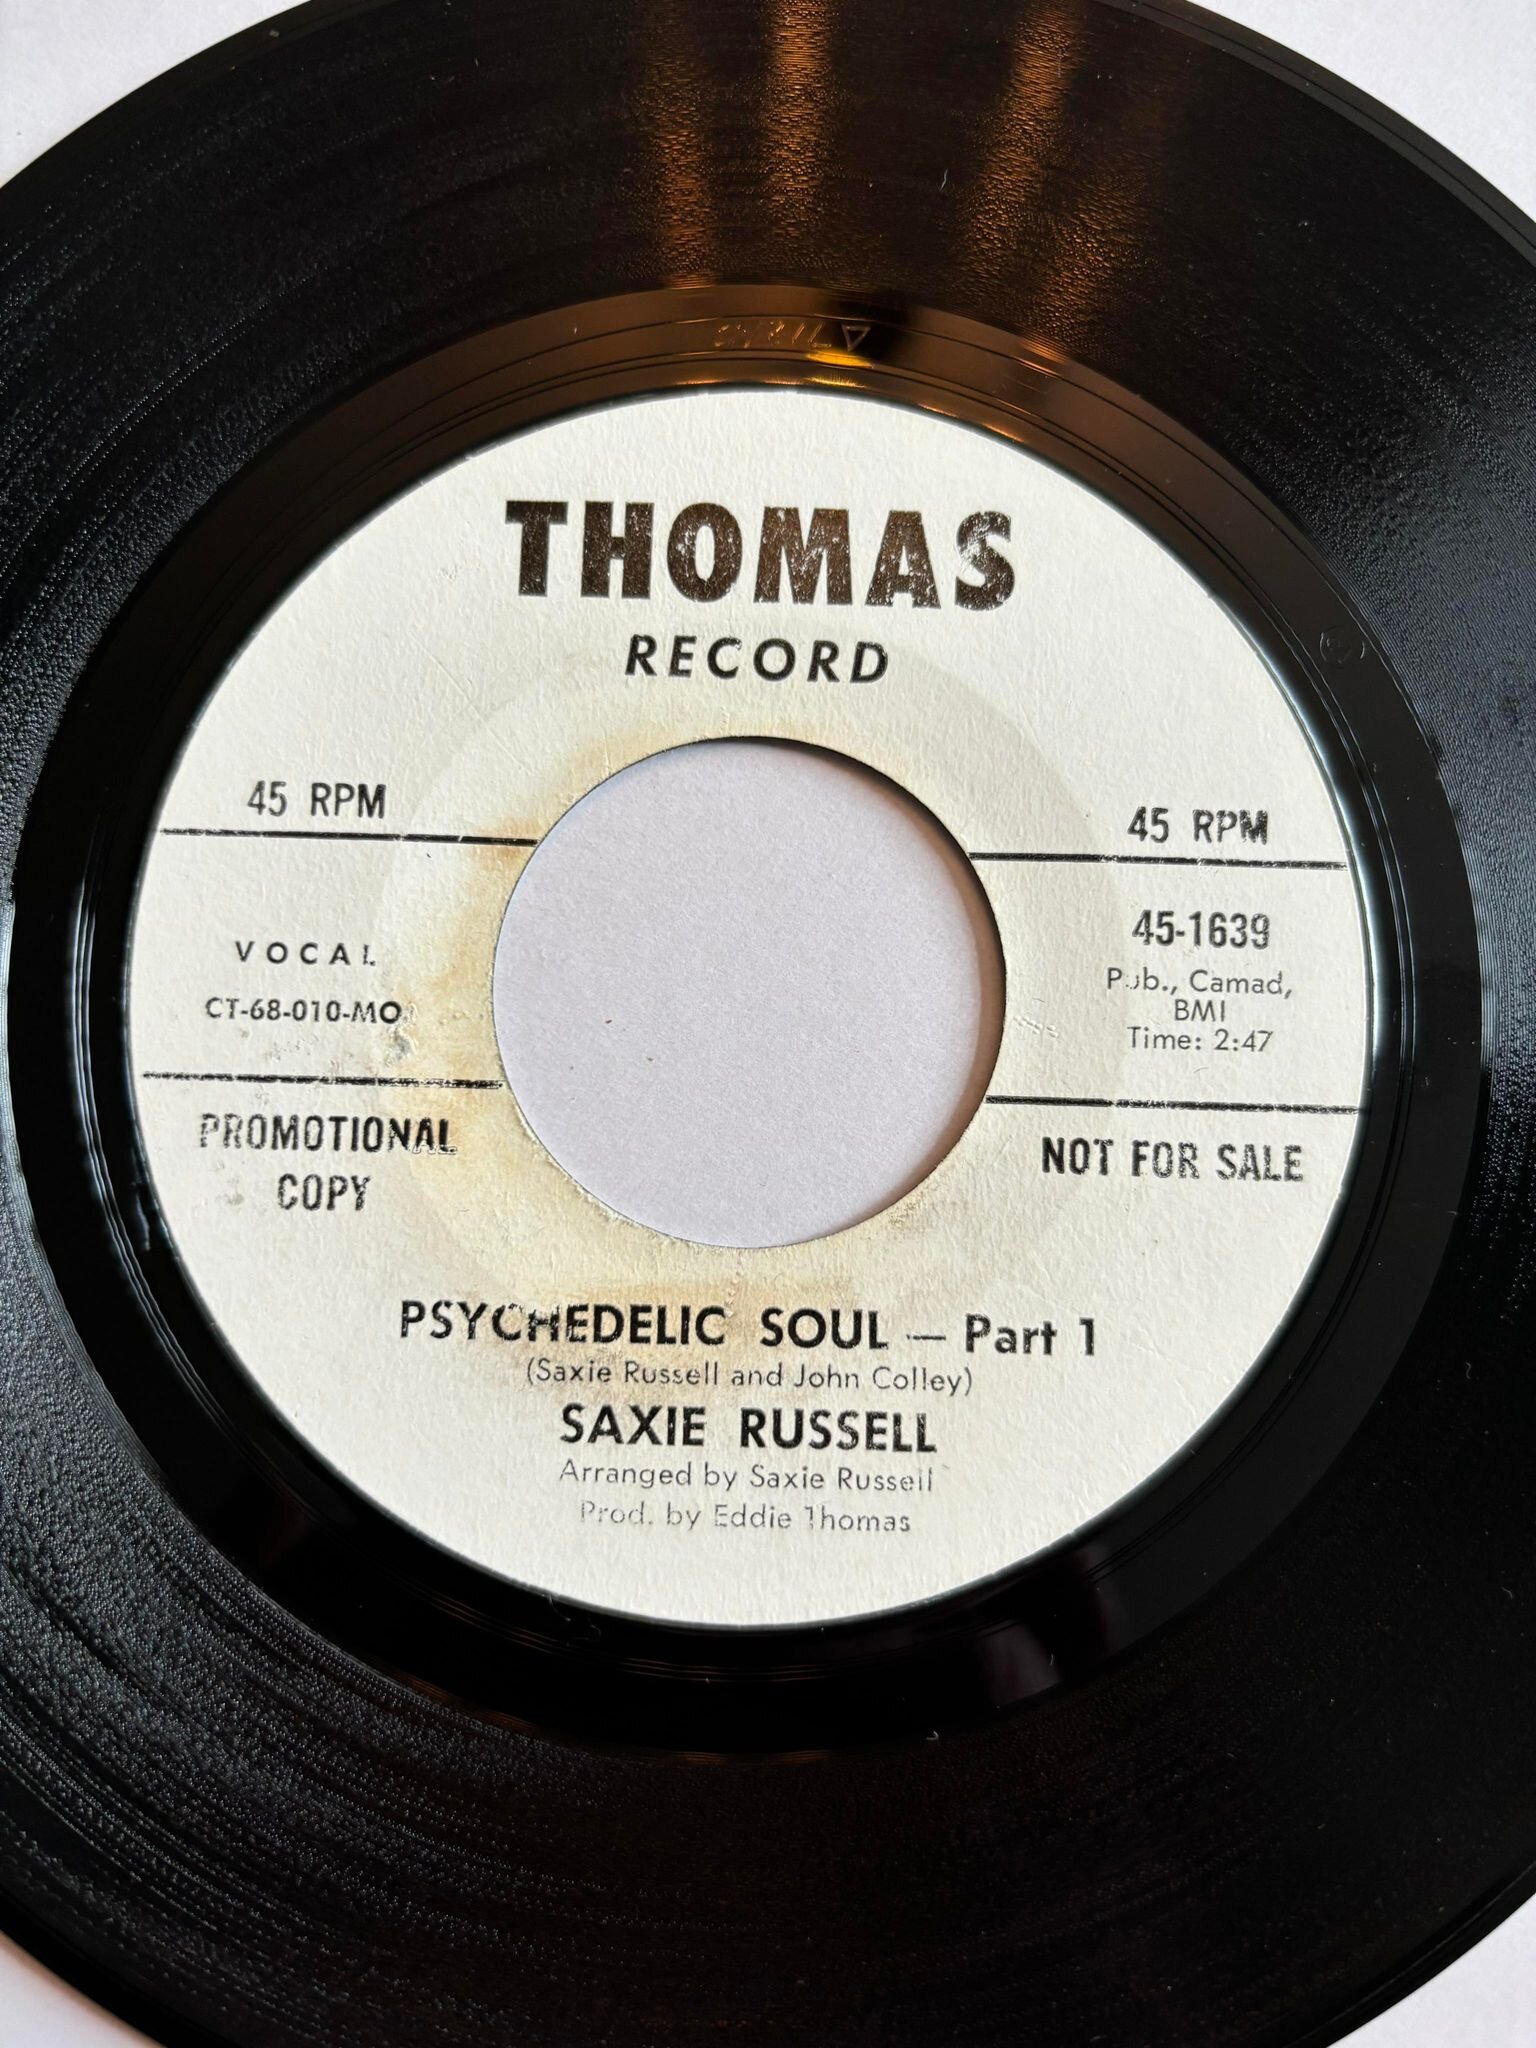 THOMAS
RECORD
45 RPM
45 RPM
VOCAL
CT-68-010-MO
45-1639
Pub., Camad,
BMI
Time: 2:47
PROMOTIONAL
COPY
NOT FOR SALE
PSYCHEDELIC SOUL — Part 1
(Saxie Russell and John Colley)
SAXIE RUSSELL
Arranged by Saxie Russell
Prod. by Eddie Thomas